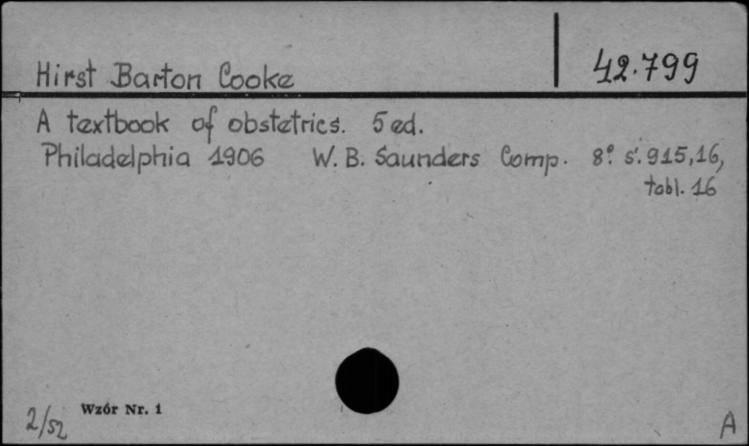 Hirst Barton Cooke
42.799
A textbook of obstetrics. 5 ed.
Philadelphia 1906 W. B. Saunders Comp. 8° s. 915,16,
tabl. 16
2/52
Wzór Nr. 1
A